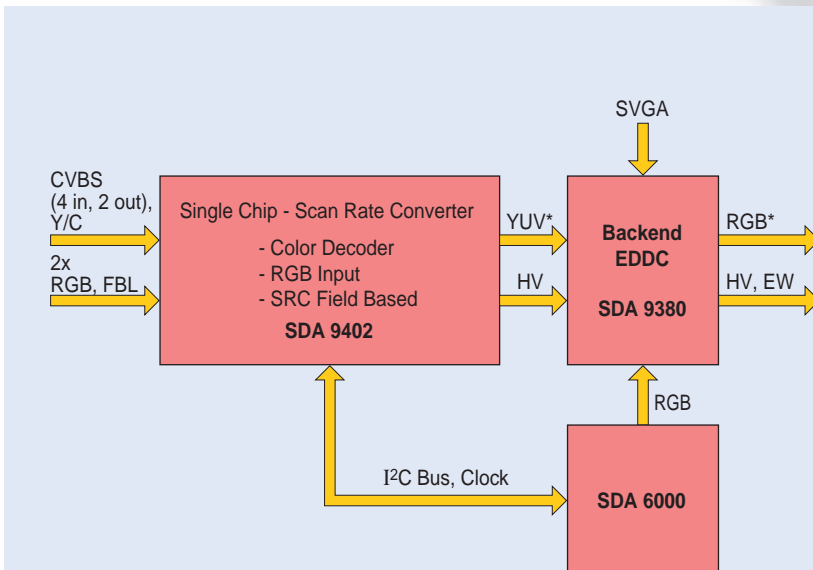 SVGA
CVBS
(4 in, 2 out),
Y/C
2x
RGB, FBL
Single Chip - Scan Rate Converter
- Color Decoder
- RGB Input
- SRC Field Based
SDA 9402
YUV*
HV
Backend
EDDC
SDA 9380
RGB*
HV, EW
RGB
I²C Bus, Clock
SDA 6000